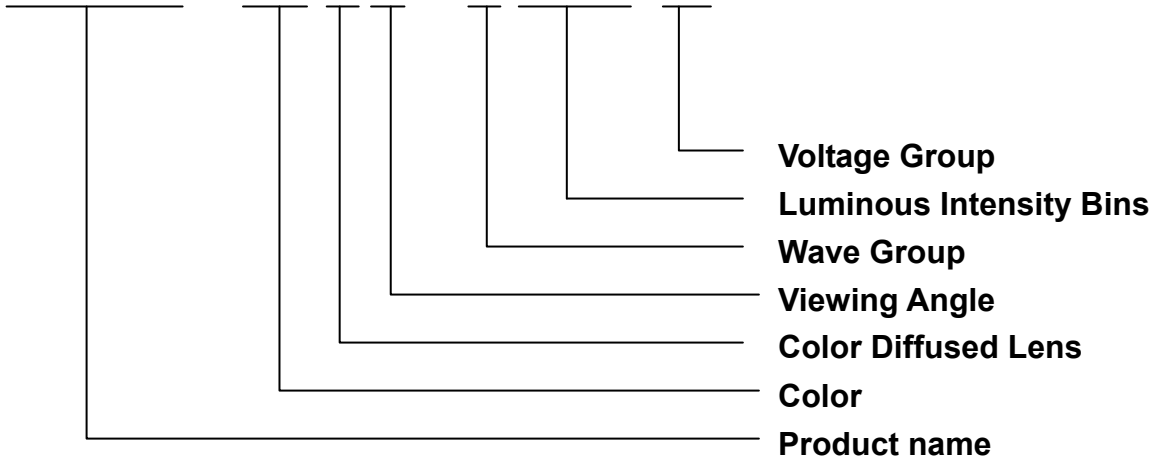 Voltage Group
Luminous Intensity Bins
Wave Group
Viewing Angle
Color Diffused Lens
Color
Product name